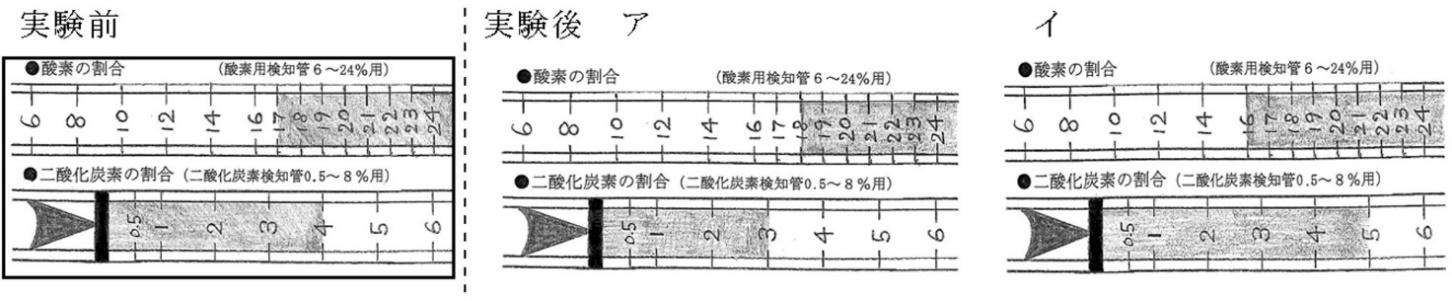 実験前
●酸素の割合 (酸素用検知管6~24%用)
6 8 10 12 14 16 17 18 19 20 21 22 23 24
●二酸化炭素の割合 (二酸化炭素検知管0.5~8%用)
0.5 1 2 3 4 5 6
実験後 ア
●酸素の割合 (酸素用検知管6~24%用)
6 8 10 12 14 16 17 18 19 20 21 22 23 24
●二酸化炭素の割合 (二酸化炭素検知管0.5~8%用)
0.5 1 2 3 4 5 6
イ
●酸素の割合 (酸素用検知管6~24%用)
6 8 10 12 14 16 17 18 19 20 21 22 23 24
●二酸化炭素の割合 (二酸化炭素検知管0.5~8%用)
0.5 1 2 3 4 5 6